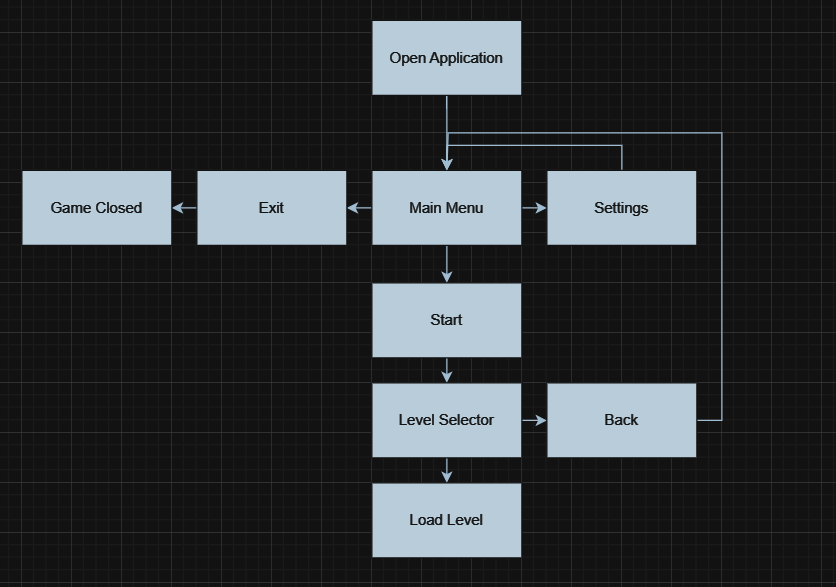 Open Application
Game Closed
Exit
Main Menu
Settings
Start
Level Selector
Back
Load Level